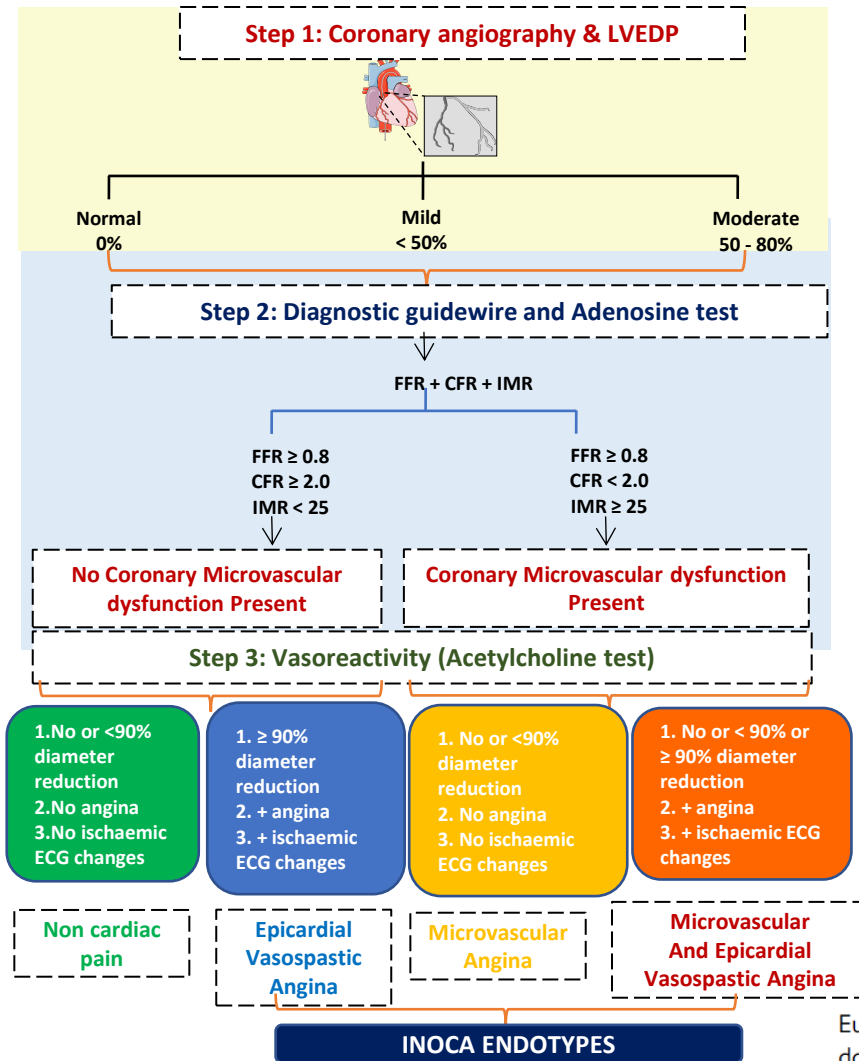 Step 1: Coronary angiography & LVEDP
Normal
0%
Mild
< 50%
Moderate
50 - 80%
Step 2: Diagnostic guidewire and Adenosine test
FFR + CFR + IMR
FFR ≥ 0.8
CFR ≥ 2.0
IMR < 25
FFR ≥ 0.8
CFR < 2.0
IMR ≥ 25
No Coronary Microvascular
dysfunction Present
Coronary Microvascular dysfunction
Present
Step 3: Vasoreactivity (Acetylcholine test)
1.No or <90%
diameter
reduction
2.No angina
3.No ischaemic
ECG changes
1. ≥ 90%
diameter
reduction
2. + angina
3. + ischaemic
ECG changes
1. No or <90%
diameter
reduction
2. No angina
3. No ischaemic
ECG changes
1. No or < 90% or
≥ 90% diameter
reduction
2. + angina
3. + ischaemic ECG
changes
Non cardiac
pain
Epicardial
Vasospastic
Angina
Microvascular
Angina
Microvascular
And Epicardial
Vasospastic Angina
INOCA ENDOTYPES
Eu